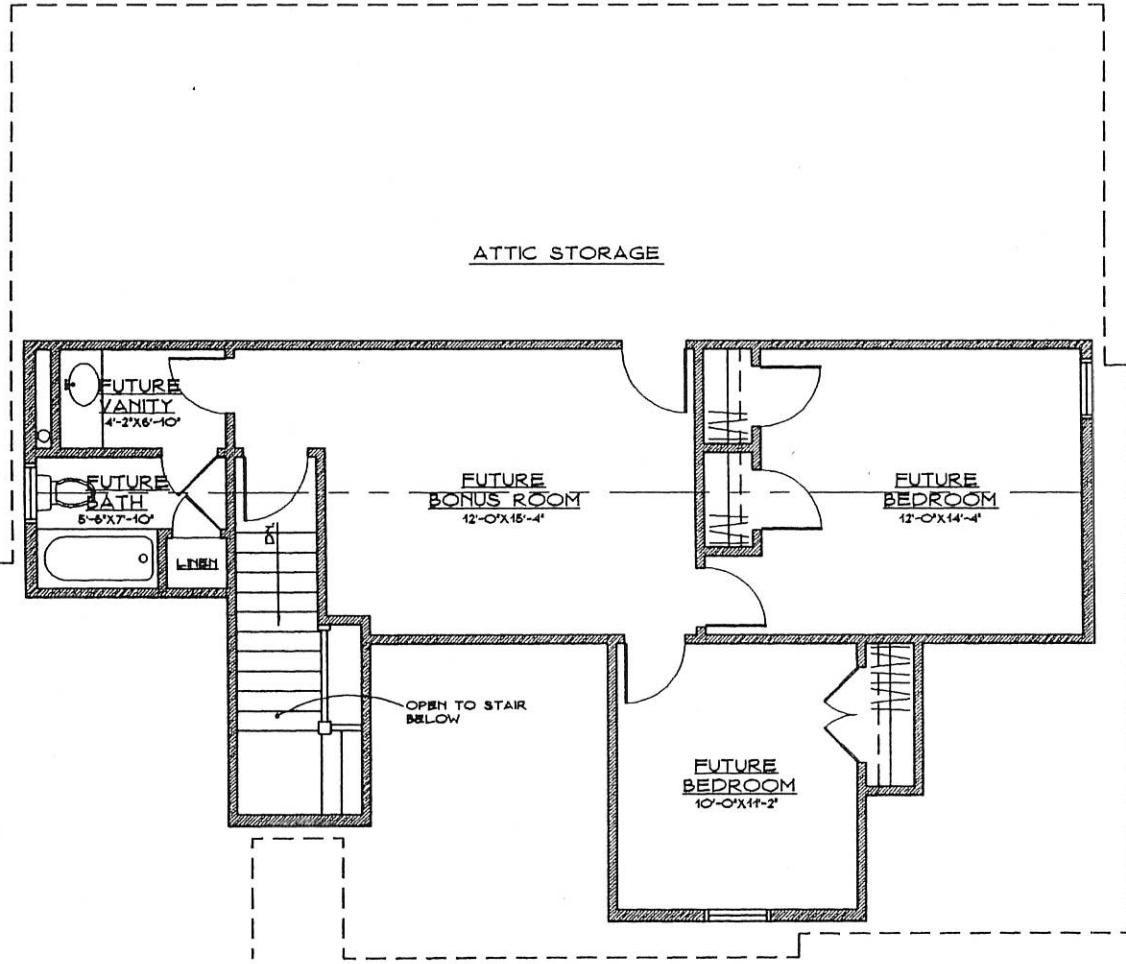 ATTIC STORAGE
FUTURE
VANITY
4'-2"X6'-10"
FUTURE
BATH
5'-6"X7'-10"
LINEN
DN.
FUTURE
BONUS ROOM
12'-0"X15'-4"
FUTURE
BEDROOM
12'-0"X14'-4"
OPEN TO STAIR
BELOW
FUTURE
BEDROOM
10'-0"X11'-2"